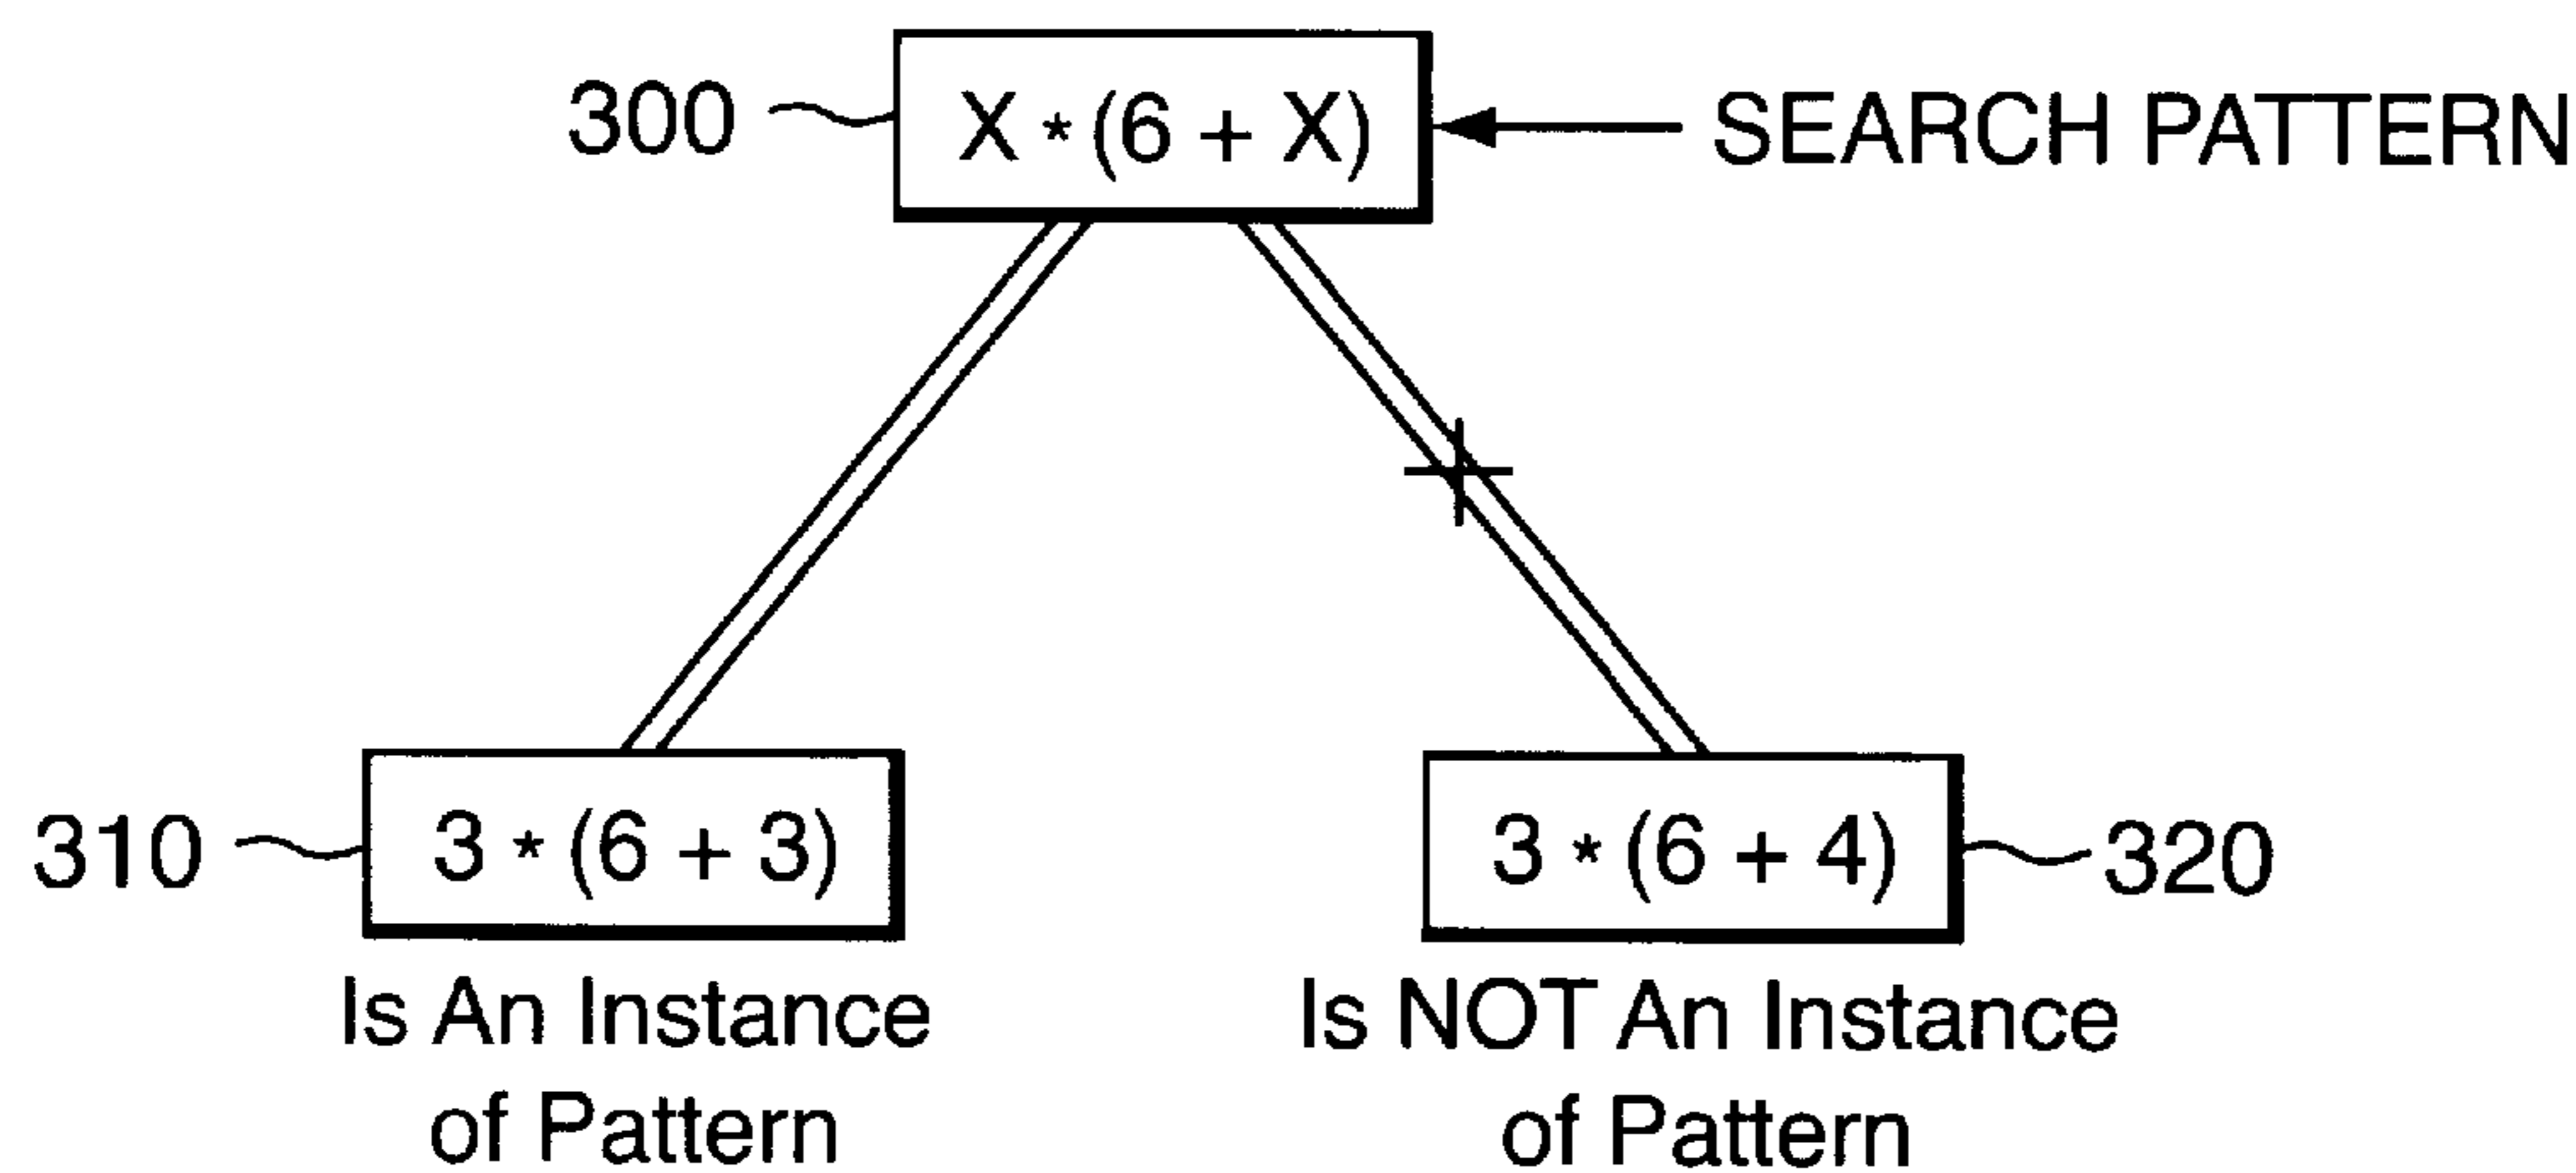 300
X * (6 + X)
SEARCH PATTERN
310
3 * (6 + 3)
3 * (6 + 4)
320
Is An Instance
of Pattern
Is NOT An Instance
of Pattern